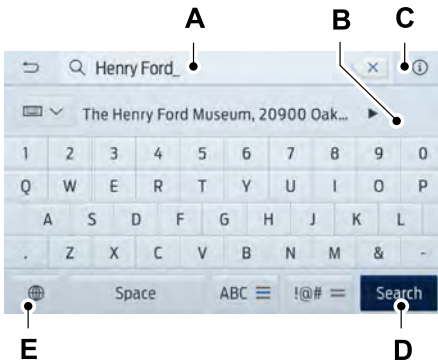 A
B
C
Henry Ford_
The Henry Ford Museum, 20900 Oak...
1 2 3 4 5 6 7 8 9 0
Q W E R T Y U I O P
A S D F G H J K L
. Z X C V B N M & -
Space ABC !@# Search
E
D